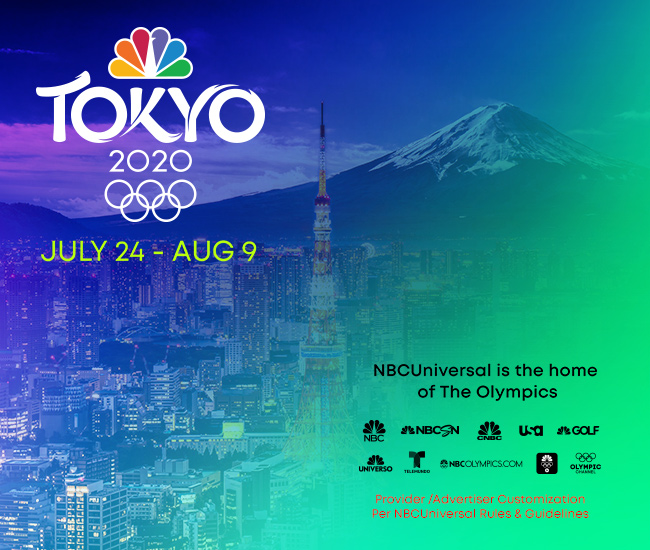 TOKYO
2020
JULY 24 - AUG 9
NBCUniversal is the home
of The Olympics
NBC NBCSN CNBC USA GOLF
UNIVERSO TELEMUNDO NBCOLYMPICS.COM OLYMPIC CHANNEL
Provider /Advertiser Customization
Per NBCUniversal Rules & Guidelines